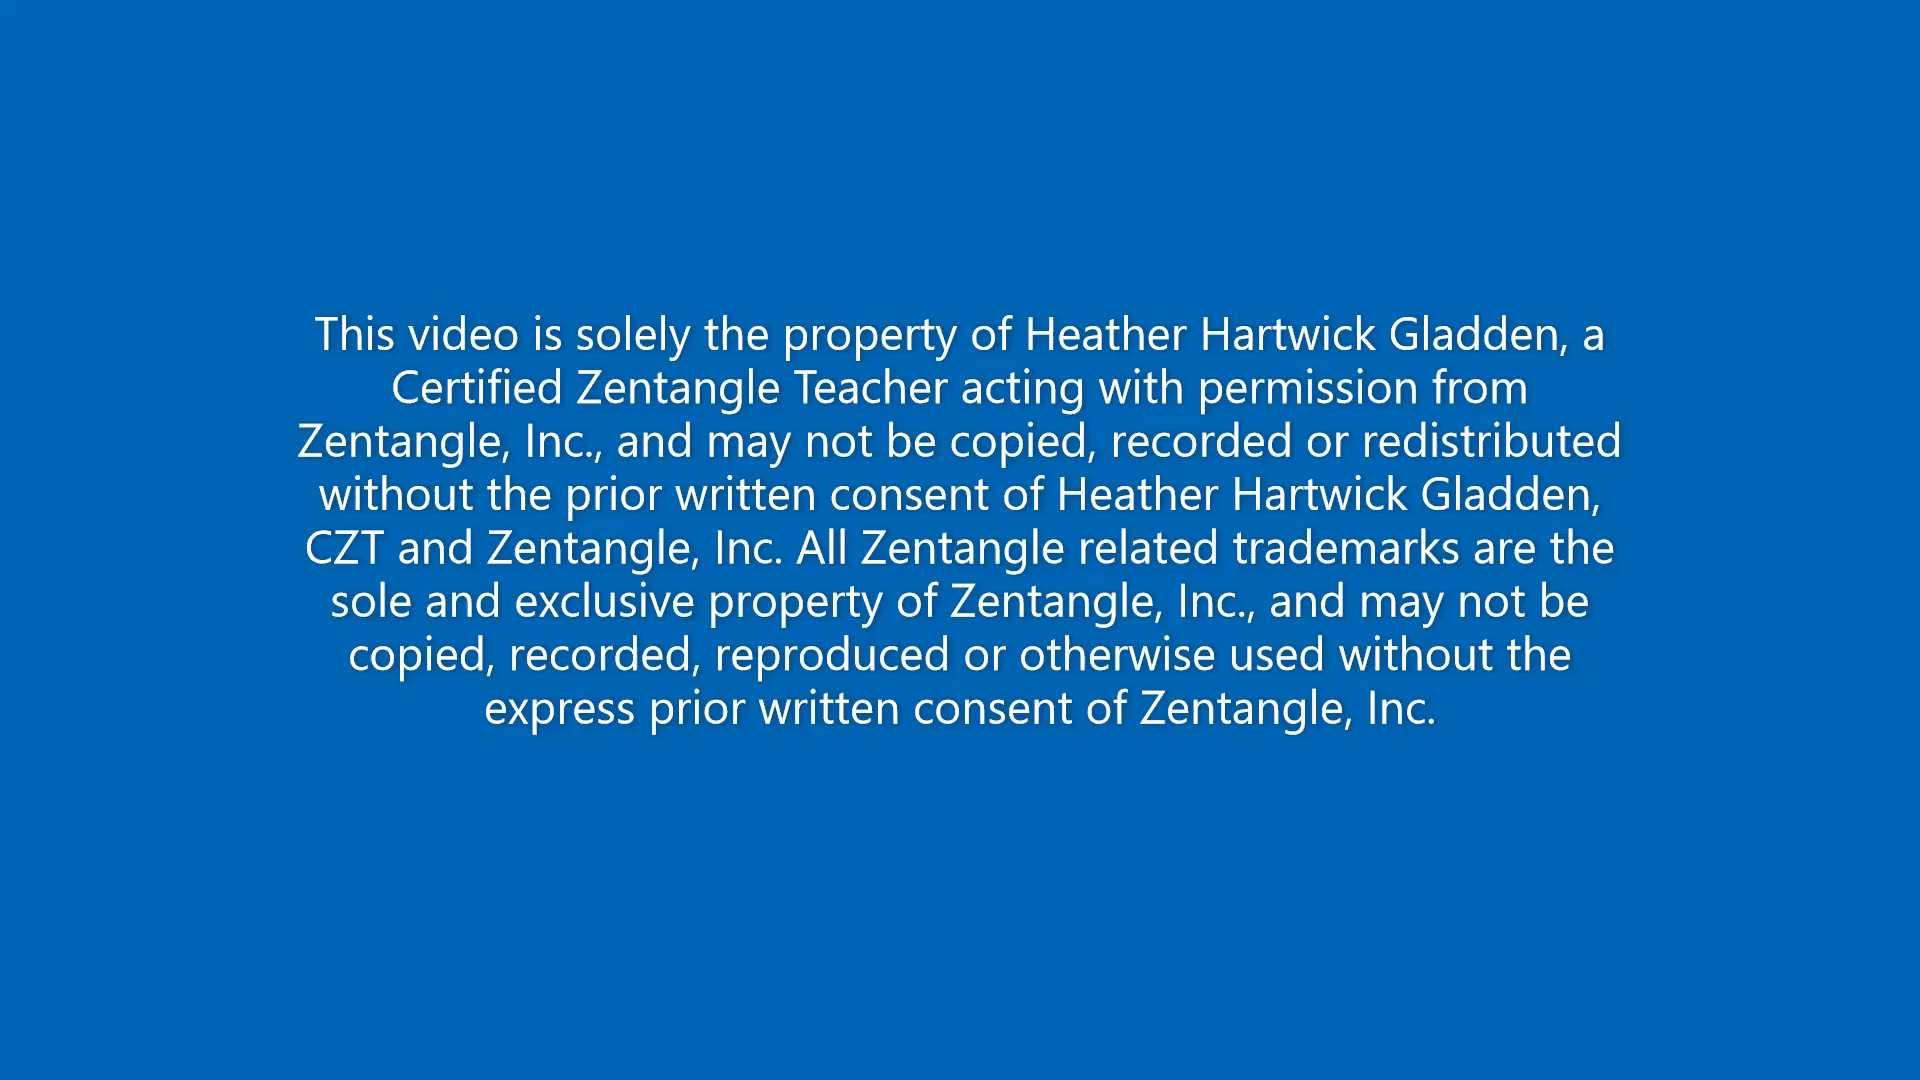 This video is solely the property of Heather Hartwick Gladden, a
Certified Zentangle Teacher acting with permission from
Zentangle, Inc., and may not be copied, recorded or redistributed
without the prior written consent of Heather Hartwick Gladden,
CZT and Zentangle, Inc. All Zentangle related trademarks are the
sole and exclusive property of Zentangle, Inc., and may not be
copied, recorded, reproduced or otherwise used without the
express prior written consent of Zentangle, Inc.